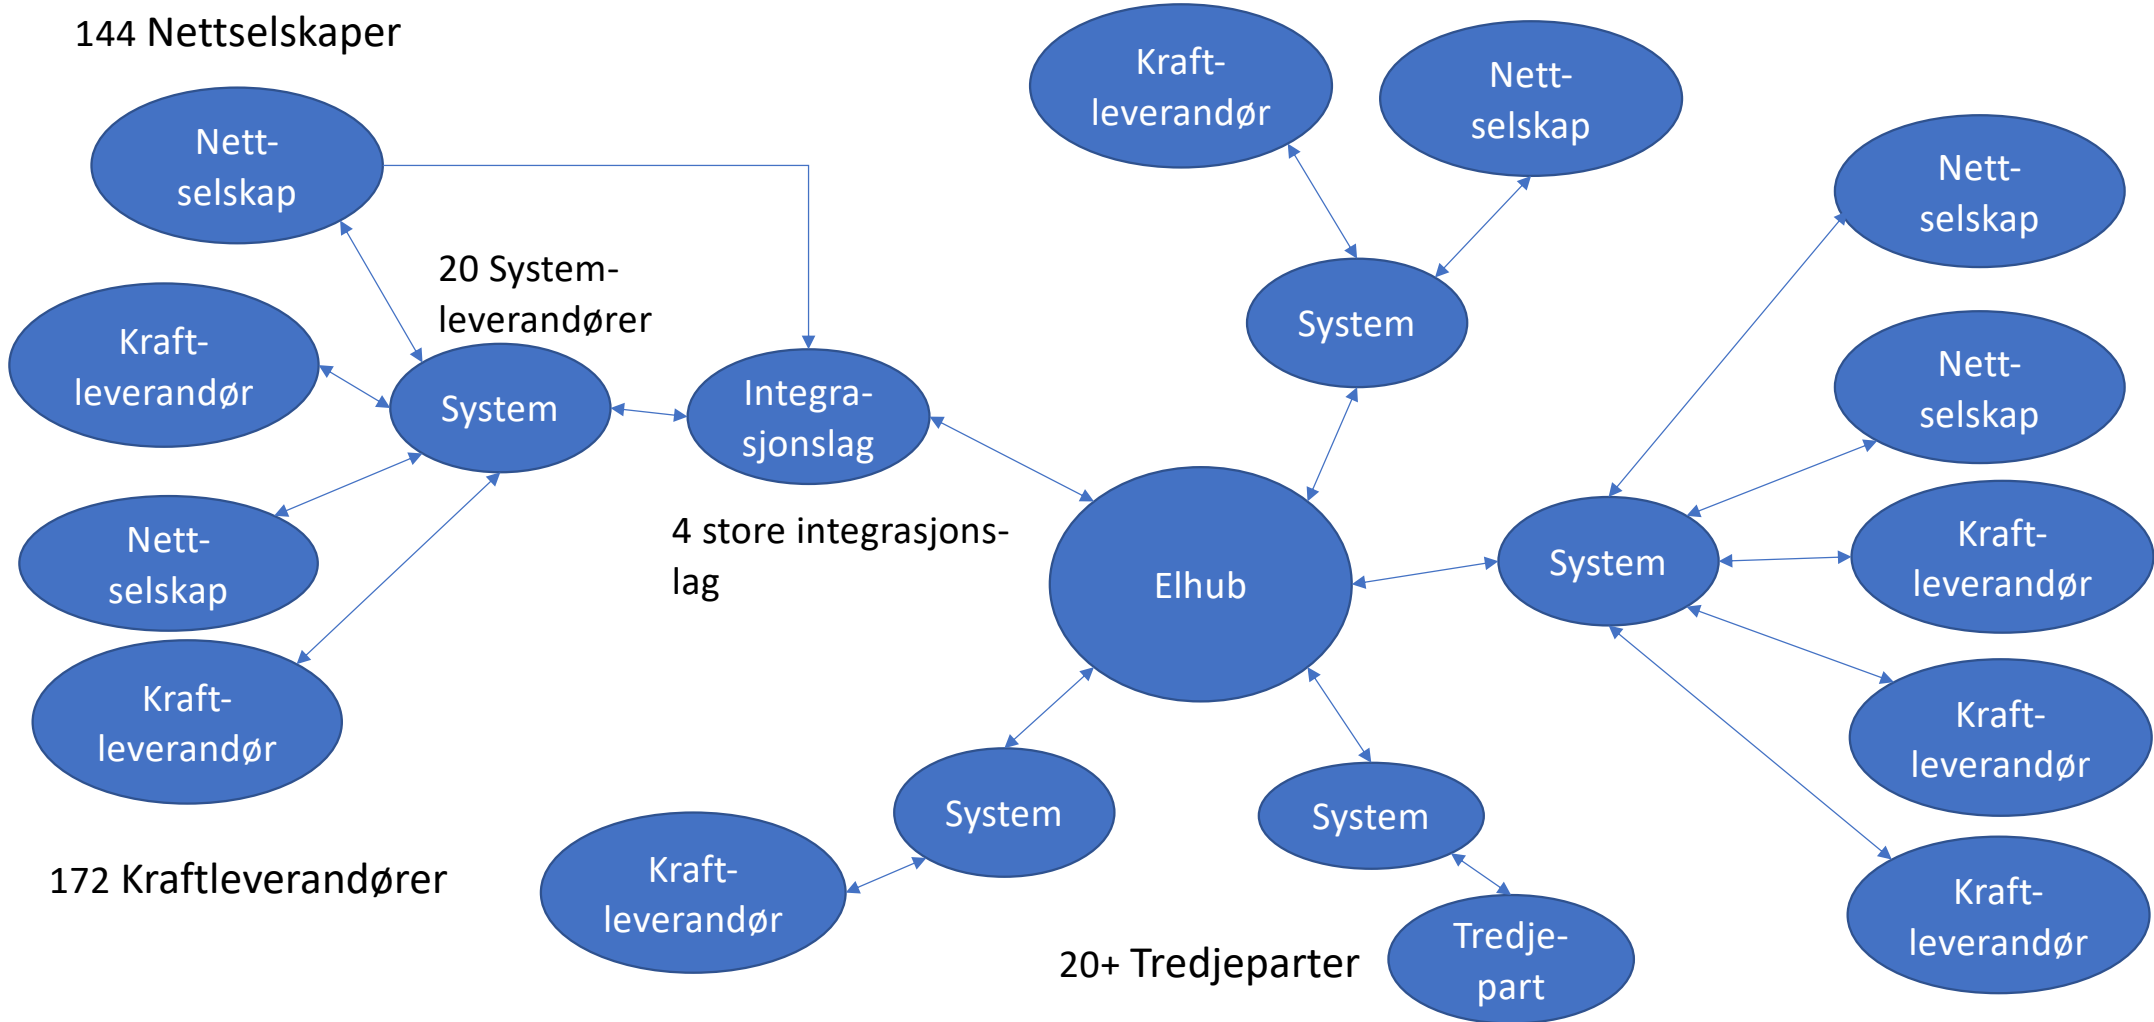 144 Nettselskaper
Nett-
selskap
20 System-
leverandører
Kraft-
leverandør
System
Integra-
sjonslag
Nett-
selskap
4 store integrasjons-
lag
Kraft-
leverandør
172 Kraftleverandører
Kraft-
leverandør
Nett-
selskap
System
Elhub
System
Nett-
selskap
Nett-
selskap
Kraft-
leverandør
Kraft-
leverandør
Kraft-
leverandør
System
Kraft-
leverandør
System
20+ Tredjeparter
Tredje-
part